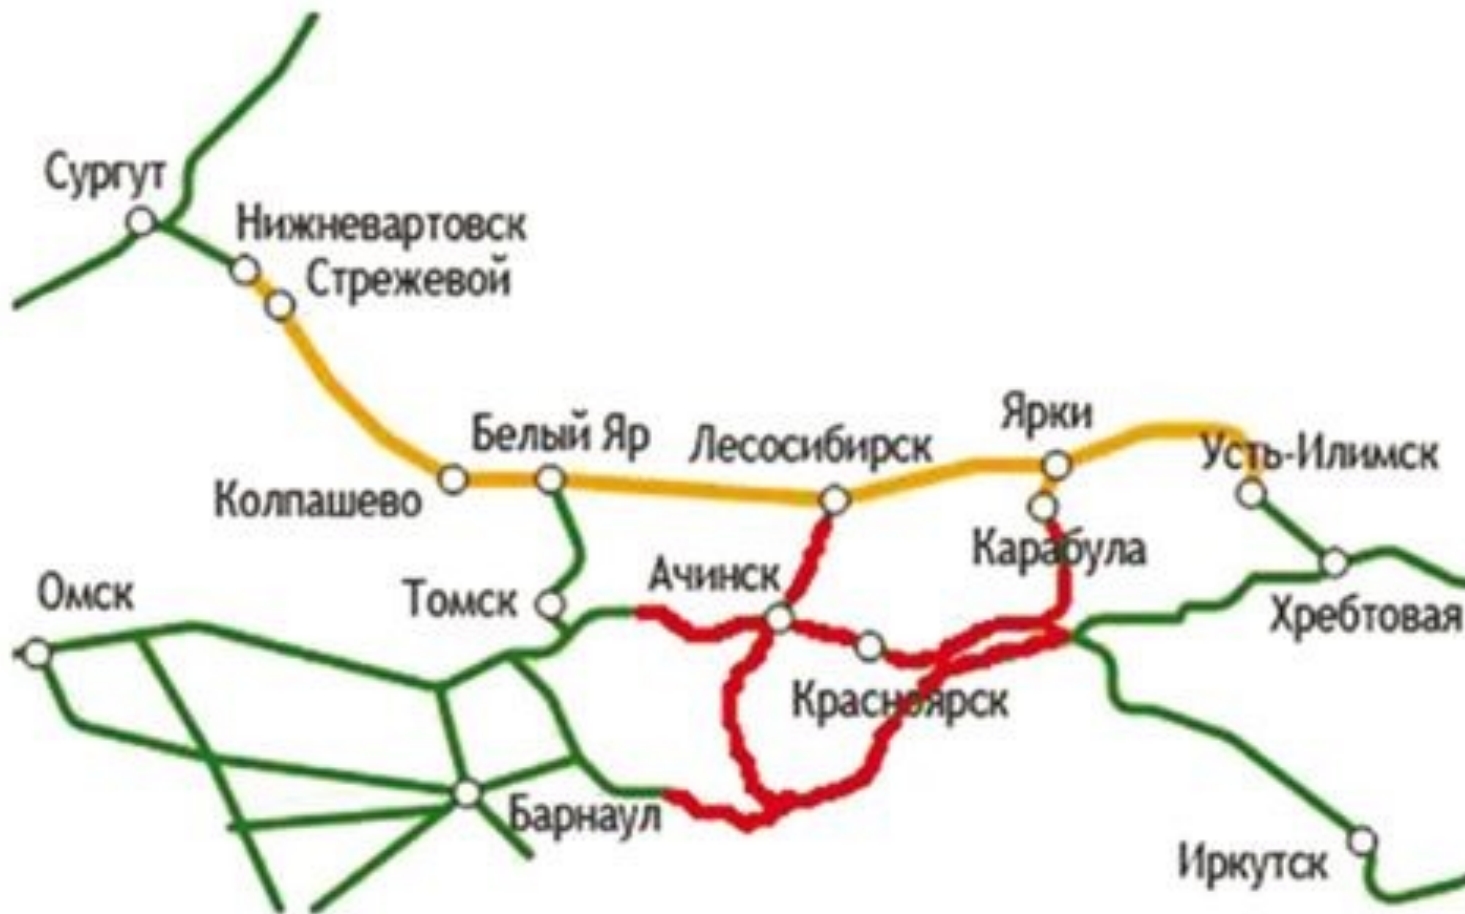 Сургут
Нижневартовск
Стрежевой
Белый Яр
Лесосибирск
Ярки
Усть-Илимск
Колпашево
Карабула
Ачинск
Омск
Томск
Хребтовая
Красноярск
Барнаул
Иркутск